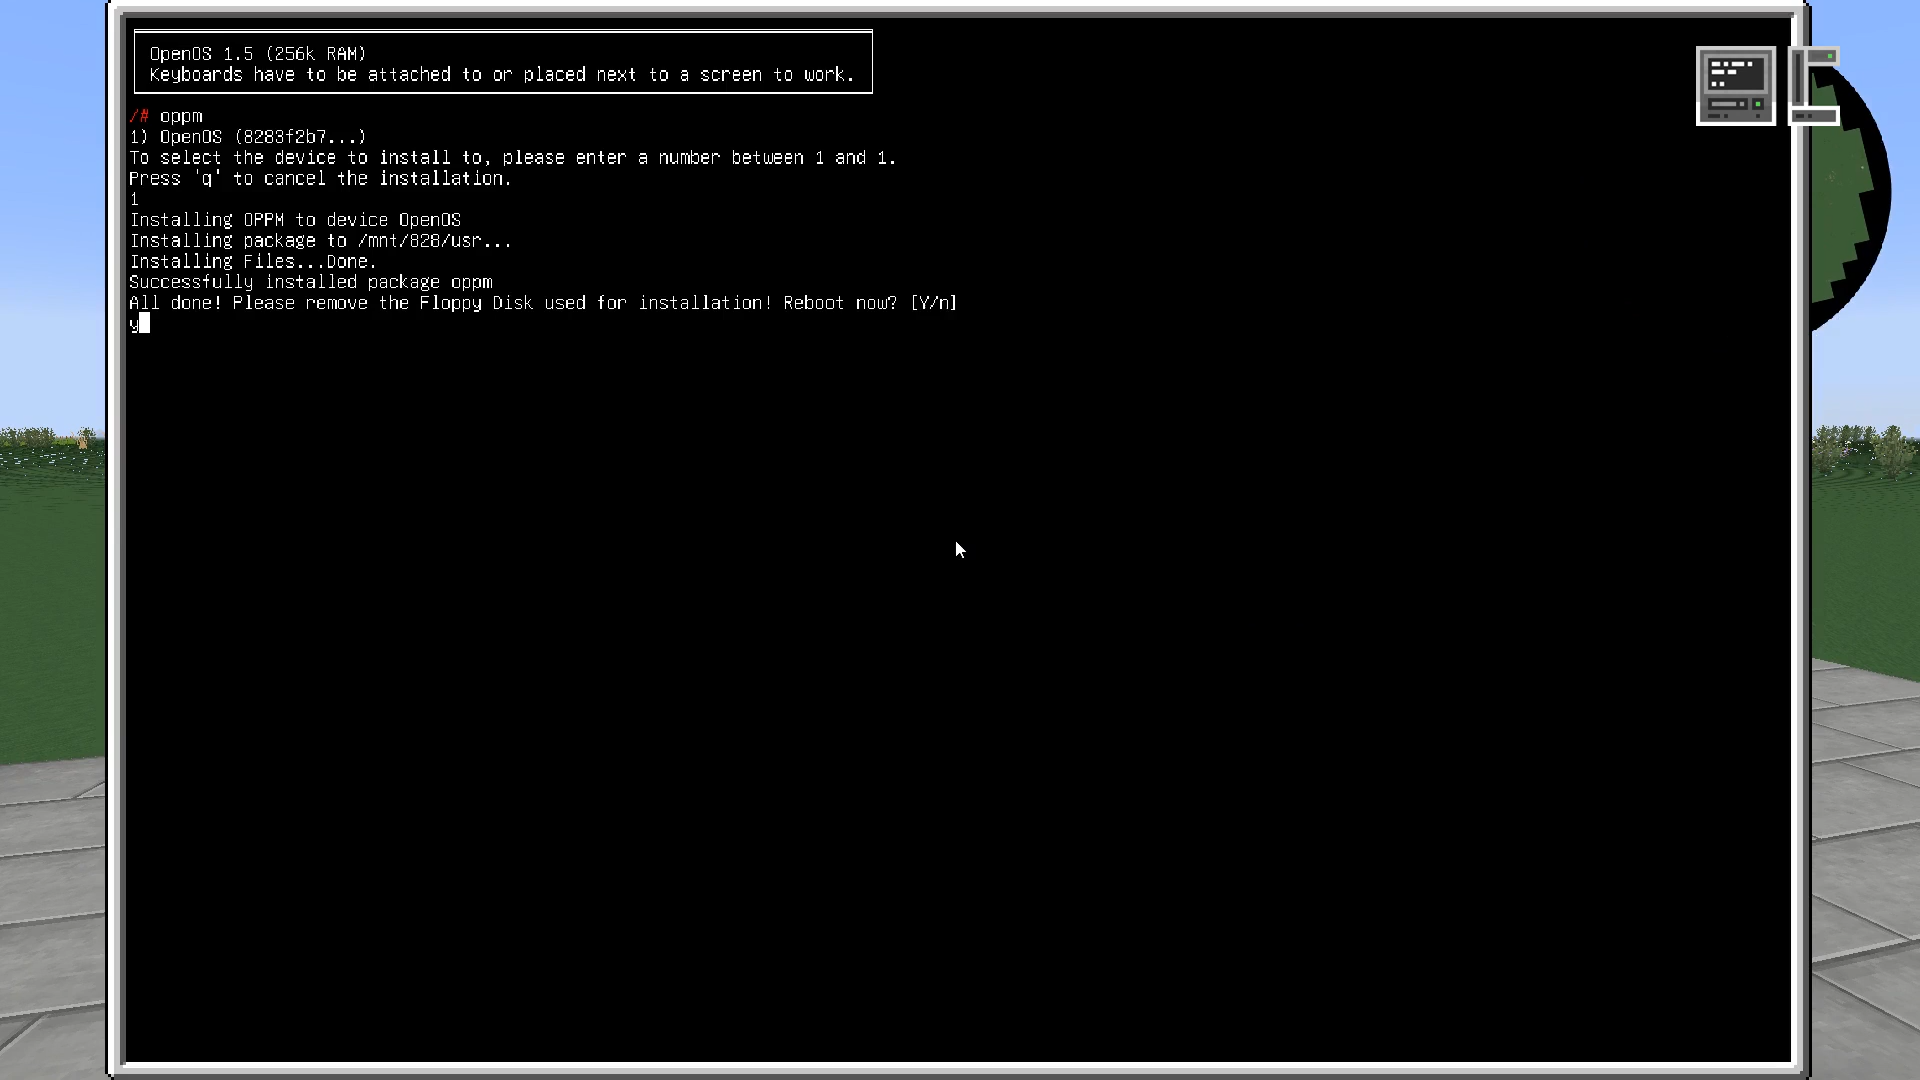 OpenOS 1.5 (256k RAM)
Keyboards have to be attached to or placed next to a screen to work.
/# oppm
1) OpenOS (8283f2b7...)
To select the device to install to, please enter a number between 1 and 1.
Press 'q' to cancel the installation.
1
Installing OPPM to device OpenOS
Installing package to /mnt/828/usr...
Installing Files...Done.
Successfully installed package oppm
All done! Please remove the Floppy Disk used for installation! Reboot now? [Y/n]
y